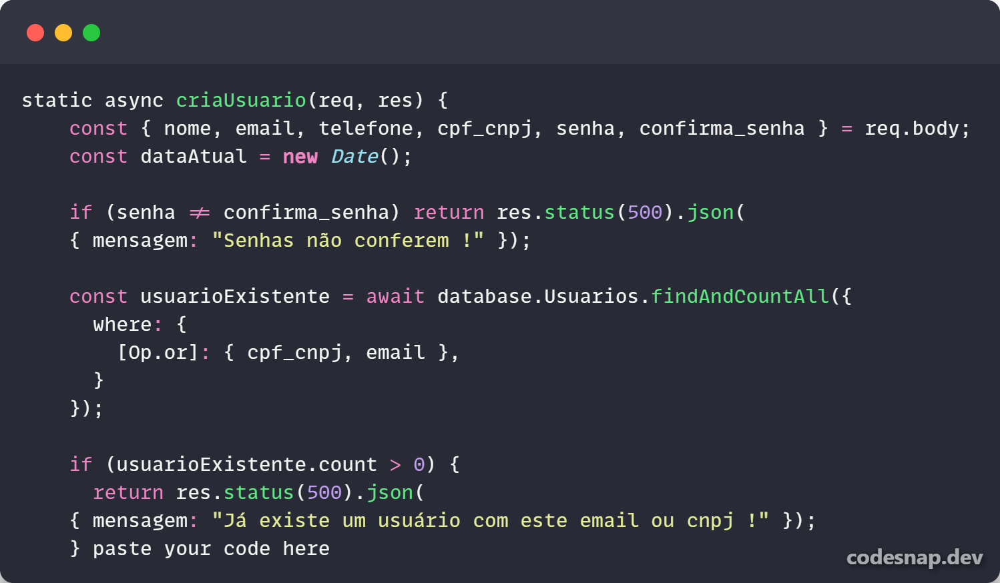 static async criaUsuario(req, res) {
const { nome, email, telefone, cpf_cnpj, senha, confirma_senha } = req.body;
const dataAtual = new Date();
if (senha != confirma_senha) return res.status(500).json(
{ mensagem: "Senhas não conferem !" });
const usuarioExistente = await database.Usuarios.findAndCountAll({
where: {
[Op.or]: { cpf_cnpj, email },
}
});
if (usuarioExistente.count > 0) {
return res.status(500).json(
{ mensagem: "Já existe um usuário com este email ou cnpj !" });
} paste your code here
codesnap.dev